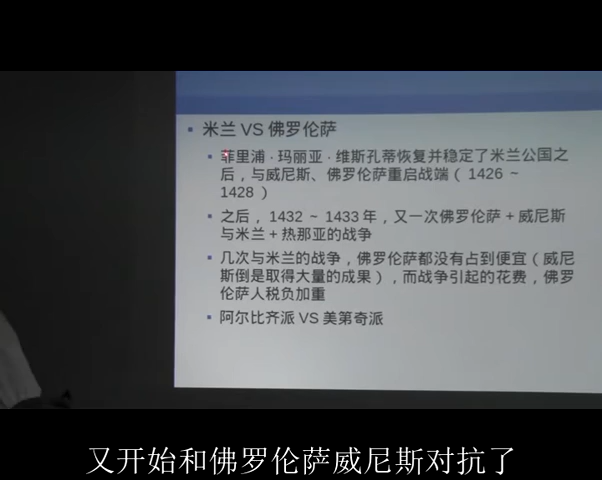 米兰 VS 佛罗伦萨
菲里浦·玛丽亚·维斯孔蒂恢复并稳定了米兰公国之
后，与威尼斯、佛罗伦萨重启战端（1426 ~
1428）
之后，1432 ~ 1433 年，又一次佛罗伦萨+威尼斯
与米兰+热那亚的战争
几次与米兰的战争，佛罗伦萨都没有占到便宜（威尼
斯倒是取得大量的成果），而战争引起的花费，佛罗
伦萨人税负加重
阿尔比齐派 VS 美第奇派
又开始和佛罗伦萨威尼斯对抗了